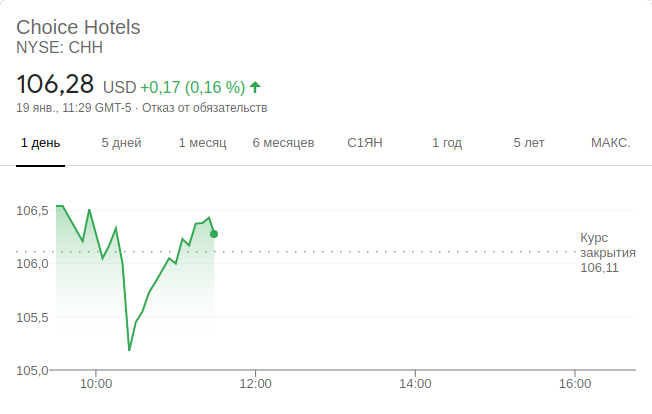 Choice Hotels
NYSE: CHH
106,28 USD +0,17 (0,16 %)
19 янв., 11:29 GMT-5 · Отказ от обязательств
1 день 5 дней 1 месяц 6 месяцев С1ЯН 1 год 5 лет МАКС.
106,5
106,0
105,5
105,0
Курс
закрытия
106,11
10:00 12:00 14:00 16:00